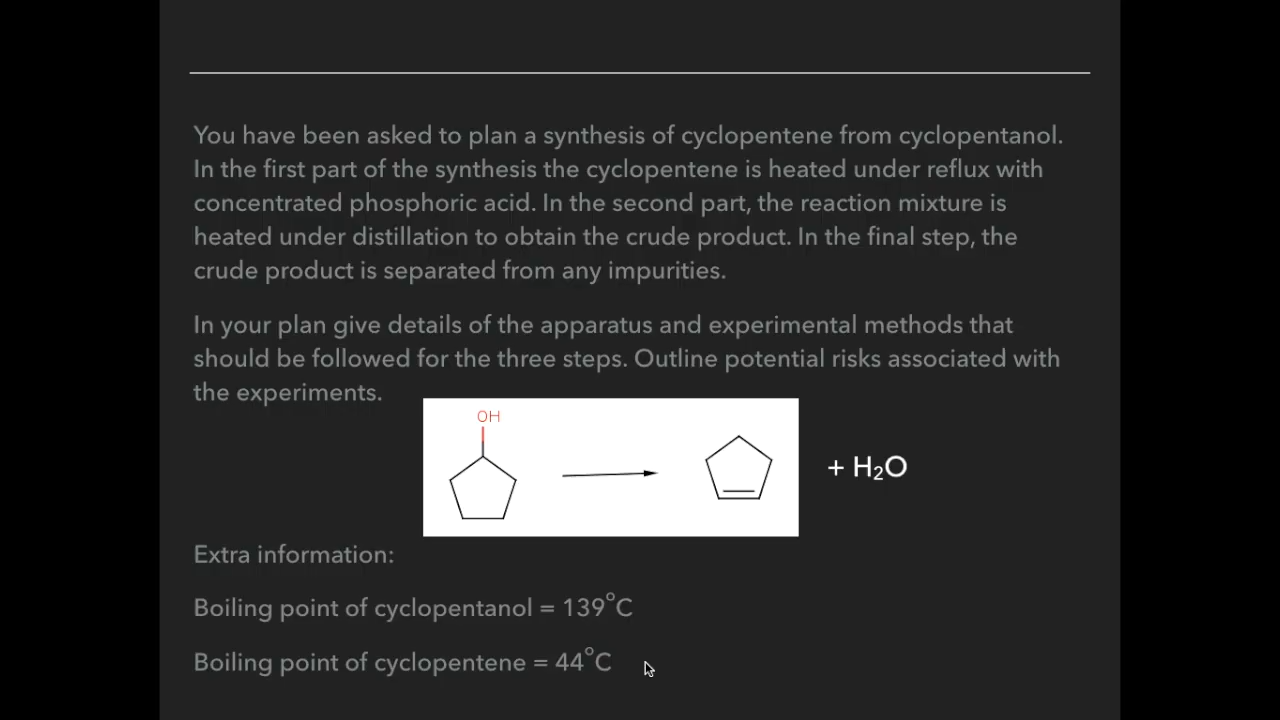 You have been asked to plan a synthesis of cyclopentene from cyclopentanol.
In the first part of the synthesis the cyclopentene is heated under reflux with
concentrated phosphoric acid. In the second part, the reaction mixture is
heated under distillation to obtain the crude product. In the final step, the
crude product is separated from any impurities.
In your plan give details of the apparatus and experimental methods that
should be followed for the three steps. Outline potential risks associated with
the experiments.
OH
+ H₂O
Extra information:
Boiling point of cyclopentanol = 139°C
Boiling point of cyclopentene = 44°C